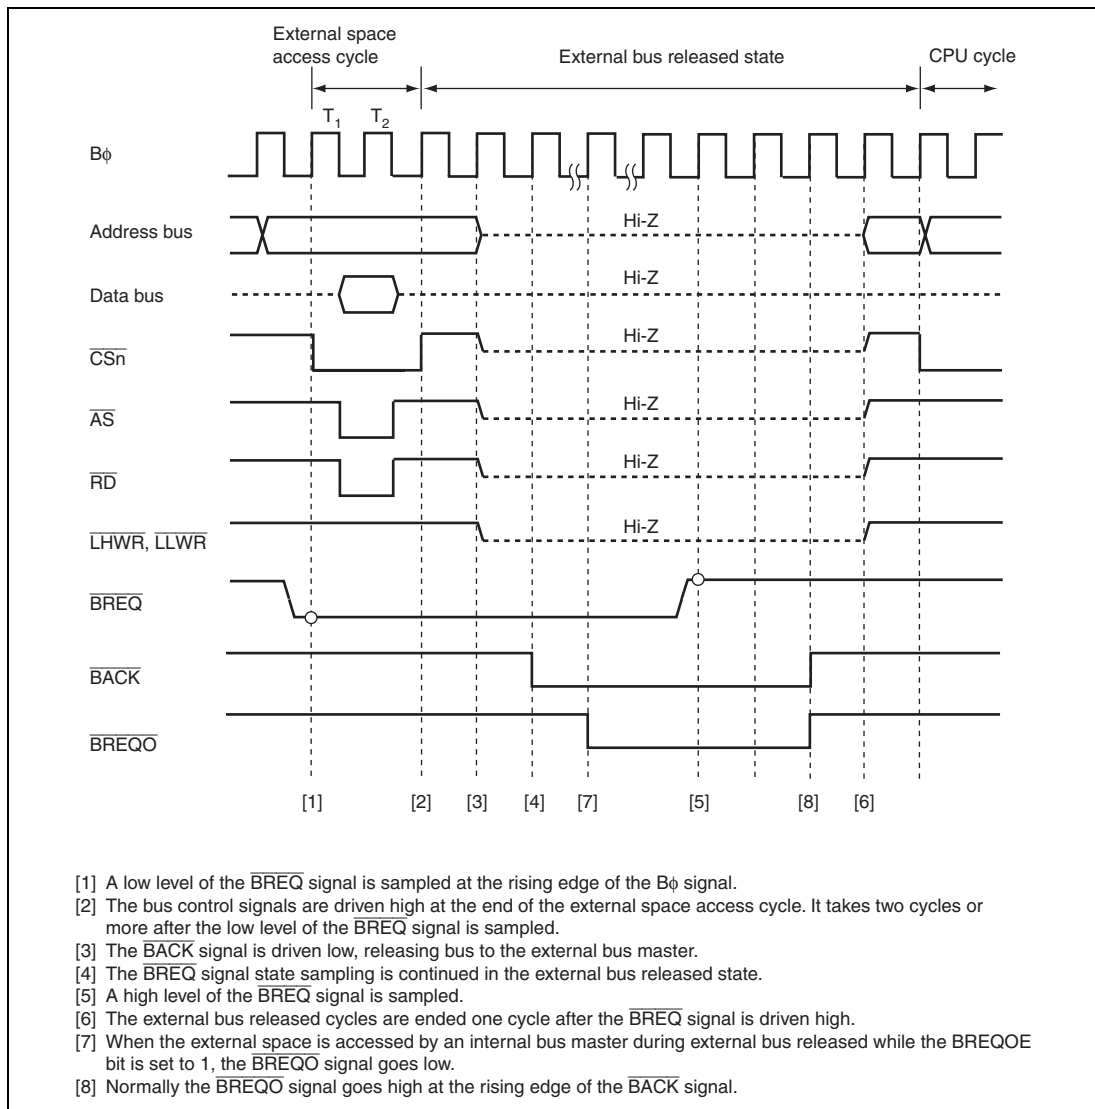 External space
access cycle
External bus released state
CPU cycle
T1
T2
Bϕ
Address bus
Hi-Z
Data bus
Hi-Z
CSn
Hi-Z
AS
Hi-Z
RD
Hi-Z
LHWR, LLWR
Hi-Z
BREQ
BACK
BREQO
[1] [2] [3] [4] [7] [5] [8] [6]
[1] A low level of the BREQ signal is sampled at the rising edge of the Bϕ signal.
[2] The bus control signals are driven high at the end of the external space access cycle. It takes two cycles or
more after the low level of the BREQ signal is sampled.
[3] The BACK signal is driven low, releasing bus to the external bus master.
[4] The BREQ signal state sampling is continued in the external bus released state.
[5] A high level of the BREQ signal is sampled.
[6] The external bus released cycles are ended one cycle after the BREQ signal is driven high.
[7] When the external space is accessed by an internal bus master during external bus released while the BREQOE
bit is set to 1, the BREQO signal goes low.
[8] Normally the BREQO signal goes high at the rising edge of the BACK signal.